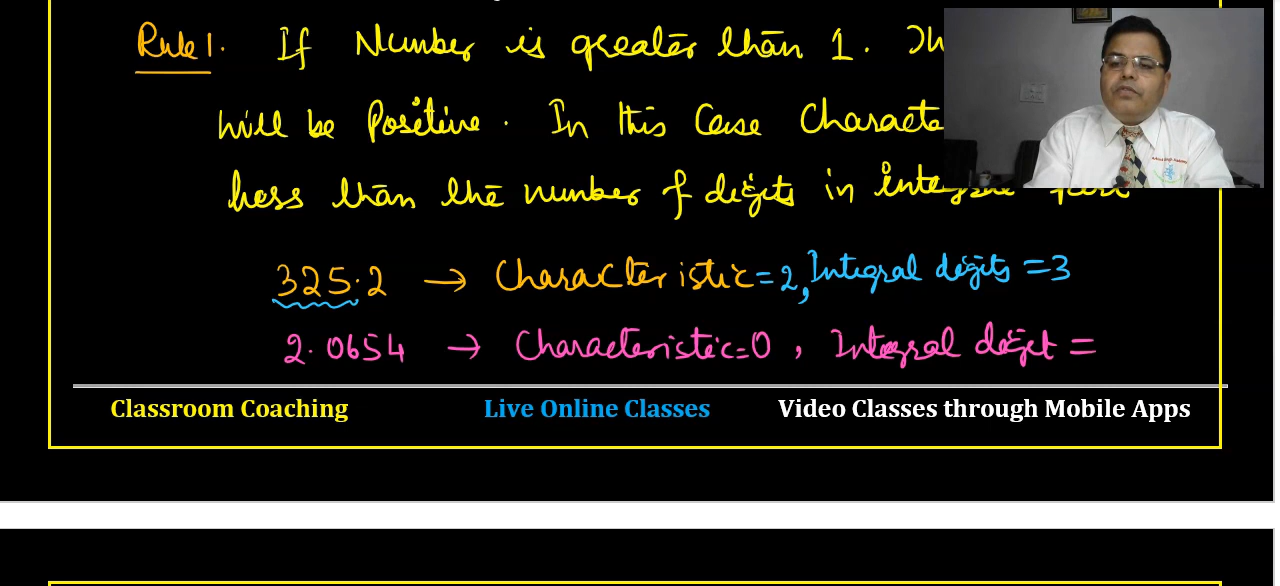 Rule 1. If Number is greater than 1.
will be Positive. In this Case
less than the number of digits in integral part
325.2 → Characteristic = 2, Integral digits = 3
2.0654 → Characteristic = 0, Integral digit =
Classroom Coaching Live Online Classes Video Classes through Mobile Apps